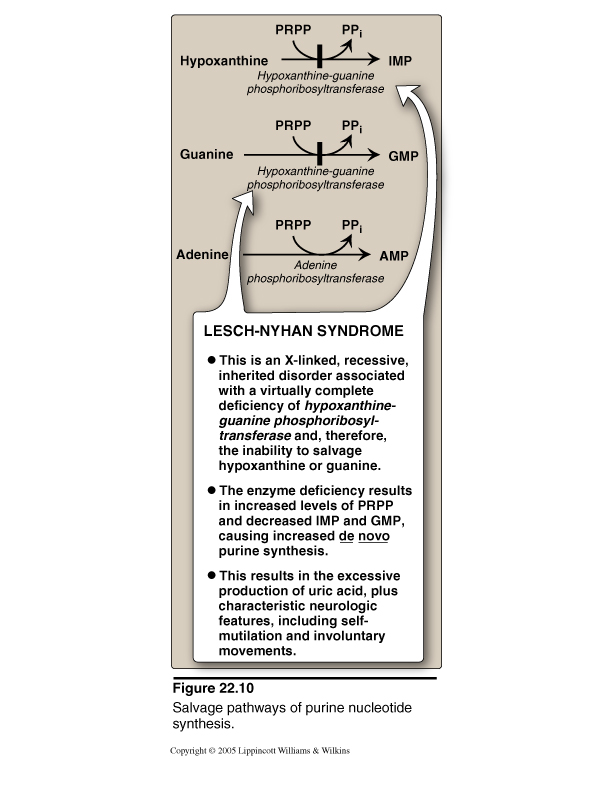 PRPP PPi
Hypoxanthine IMP
Hypoxanthine-guanine
phosphoribosyltransferase
PRPP PPi
Guanine GMP
Hypoxanthine-guanine
phosphoribosyltransferase
PRPP PPi
Adenine AMP
Adenine
phosphoribosyltransferase
LESCH-NYHAN SYNDROME
● This is an X-linked, recessive,
inherited disorder associated
with a virtually complete
deficiency of hypoxanthine-
guanine phosphoribosyl-
transferase and, therefore,
the inability to salvage
hypoxanthine or guanine.
● The enzyme deficiency results
in increased levels of PRPP
and decreased IMP and GMP,
causing increased de novo
purine synthesis.
● This results in the excessive
production of uric acid, plus
characteristic neurologic
features, including self-
mutilation and involuntary
movements.
Figure 22.10
Salvage pathways of purine nucleotide
synthesis.
Copyright © 2005 Lippincott Williams & Wilkins